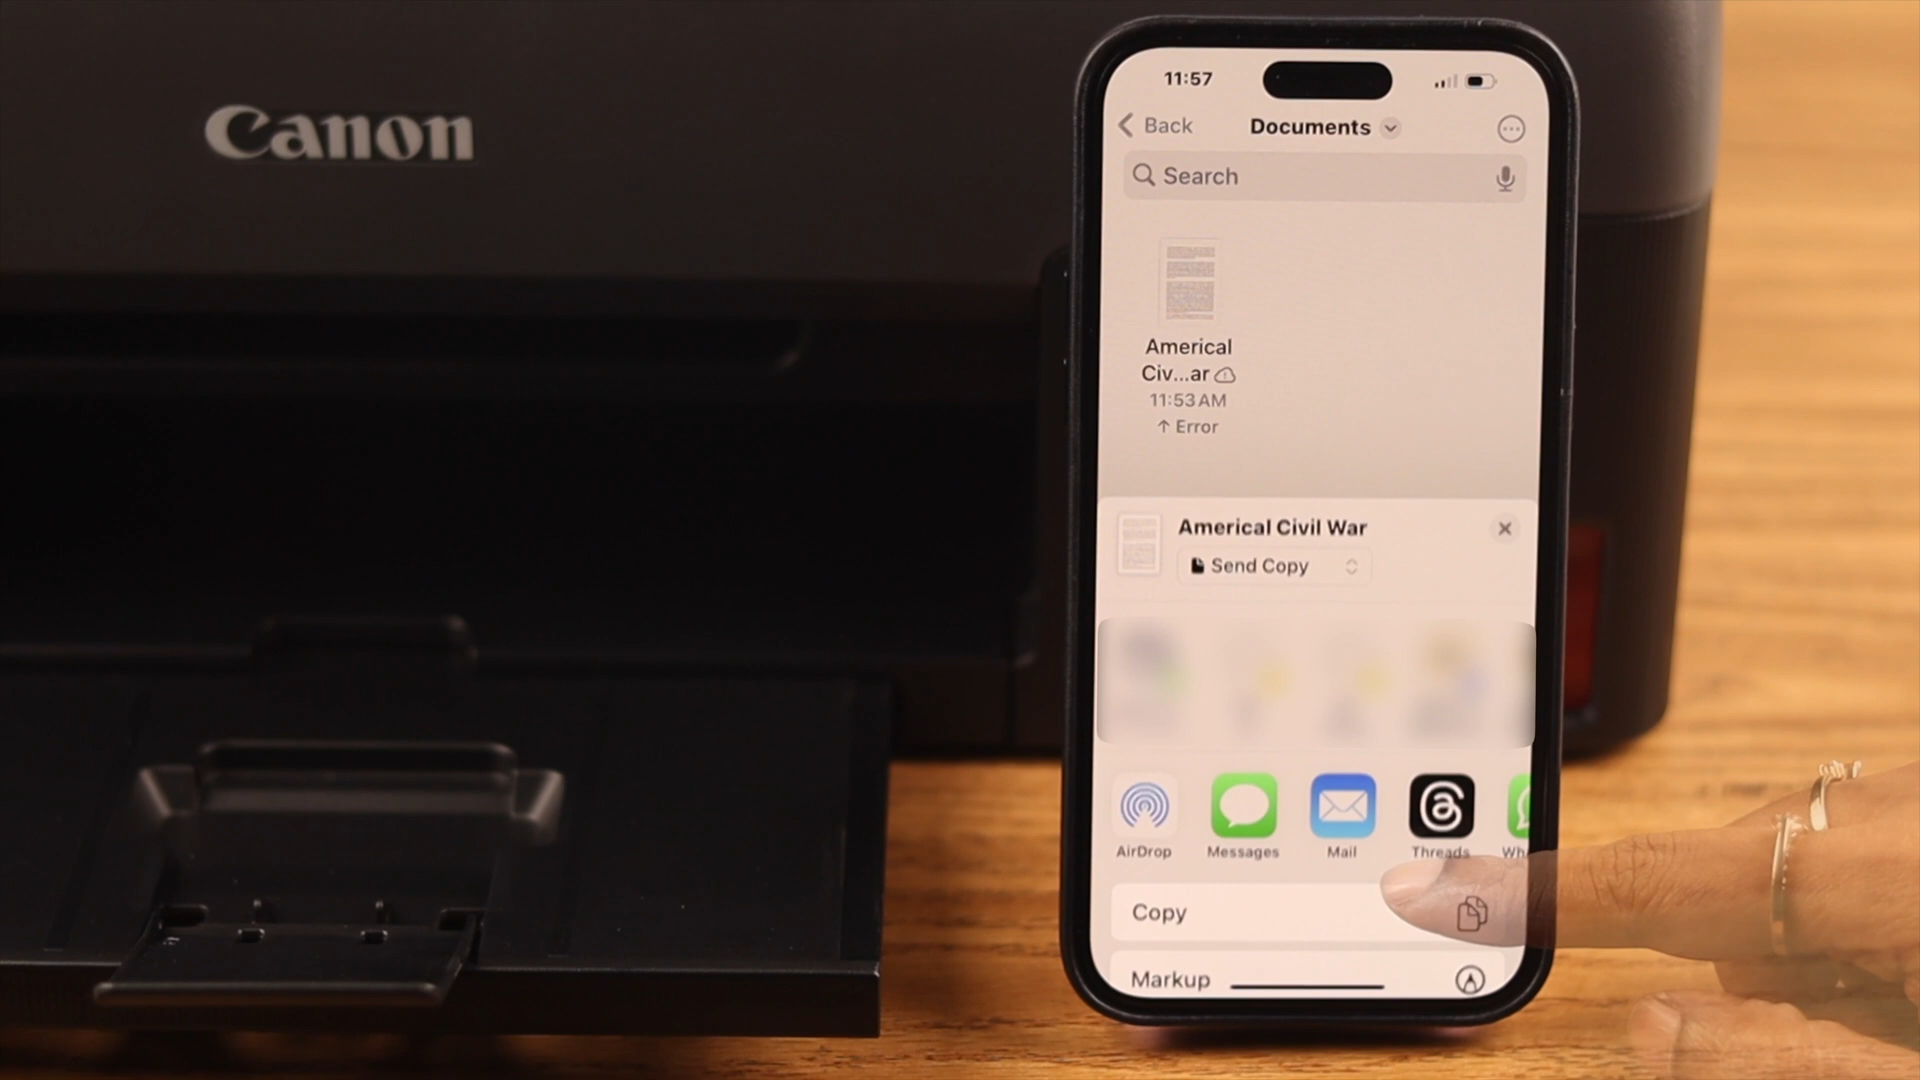 Canon
11:57
Back
Documents
Search
Americal
Civ...ar
11:53 AM
↑ Error
Americal Civil War
Send Copy
AirDrop
Messages
Mail
Threads
Wh
Copy
Markup